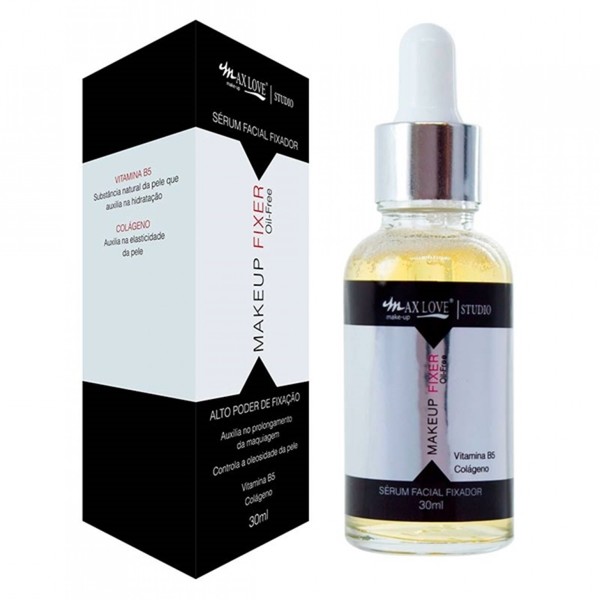 MAX LOVE®
make-up
STUDIO
SÉRUM FACIAL FIXADOR
VITAMINA B5
Substância natural da pele que
auxilia na hidratação
COLÁGENO
Auxilia na elasticidade
da pele
MAKEUP FIXER
Oil-Free
ALTO PODER DE FIXAÇÃO
Auxilia no prolongamento
da maquiagem
Controla a oleosidade da pele
Vitamina B5
Colágeno
30ml
MAX LOVE®
make-up
STUDIO
MAKEUP FIXER
Oil-Free
Vitamina B5
Colágeno
SÉRUM FACIAL FIXADOR
30ml